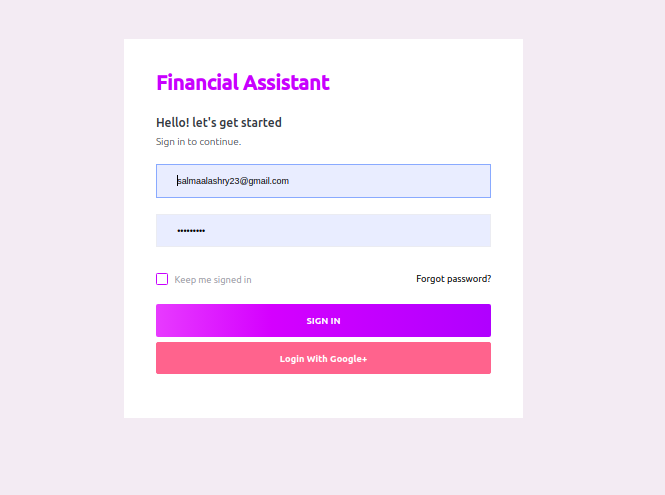 Financial Assistant
Hello! let's get started
Sign in to continue.
salmaalashry23@gmail.com
•••••••••
Keep me signed in
Forgot password?
SIGN IN
Login With Google+